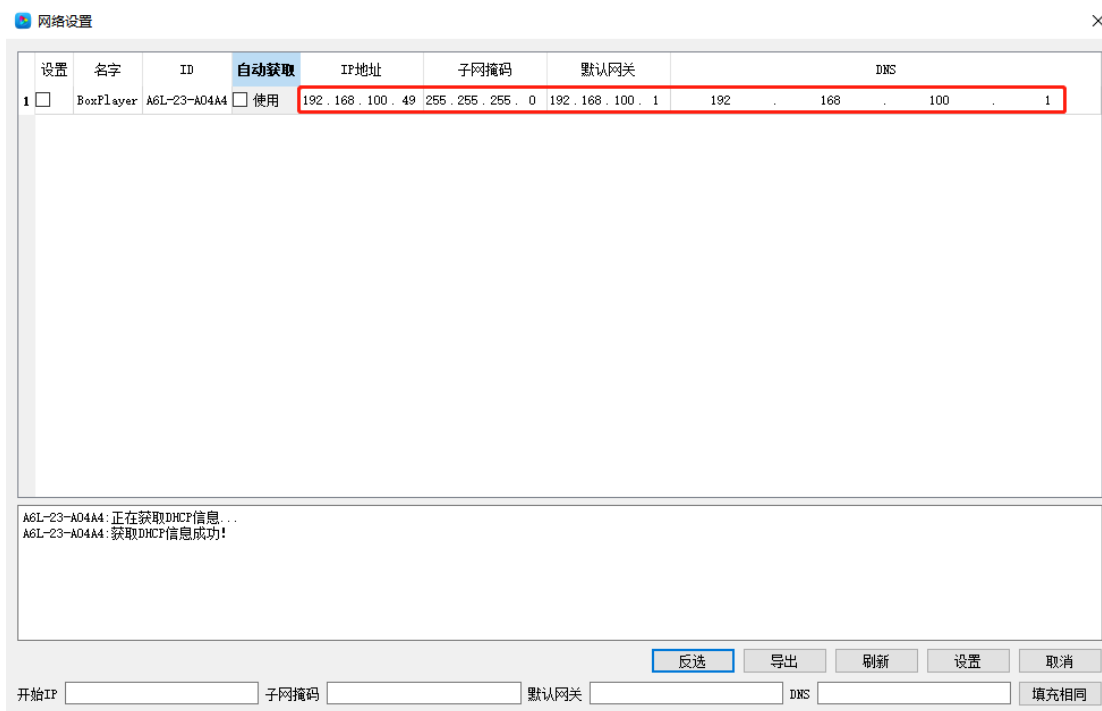 网络设置
设置 名字 ID 自动获取 IP地址 子网掩码 默认网关 DNS
1 BoxPlayer A6L-23-A04A4 使用 192 . 168 . 100 . 49 255 . 255 . 255 . 0 192 . 168 . 100 . 1 192 . 168 . 100 . 1
A6L-23-A04A4:正在获取DHCP信息...
A6L-23-A04A4:获取DHCP信息成功!
反选 导出 刷新 设置 取消
开始IP 子网掩码 默认网关 DNS 填充相同